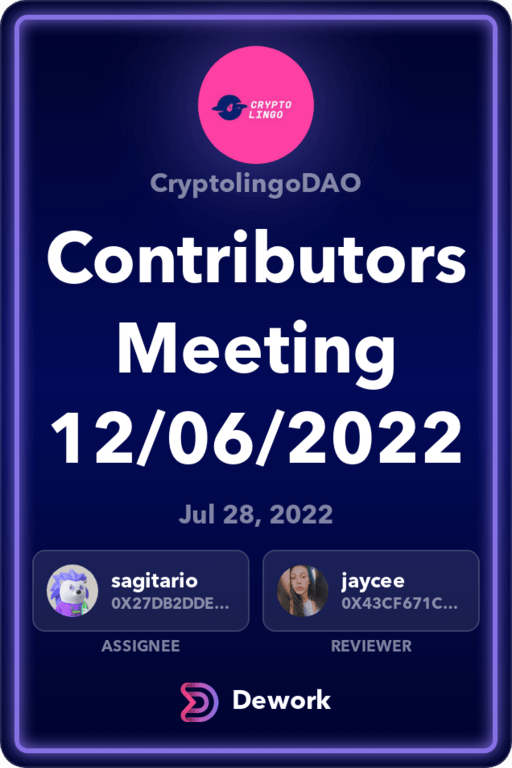 CRYPTO
LINGO
CryptolingoDAO
Contributors
Meeting
12/06/2022
Jul 28, 2022
sagitario
0X27DB2DDE...
ASSIGNEE
jaycee
0X43CF671C...
REVIEWER
Dework